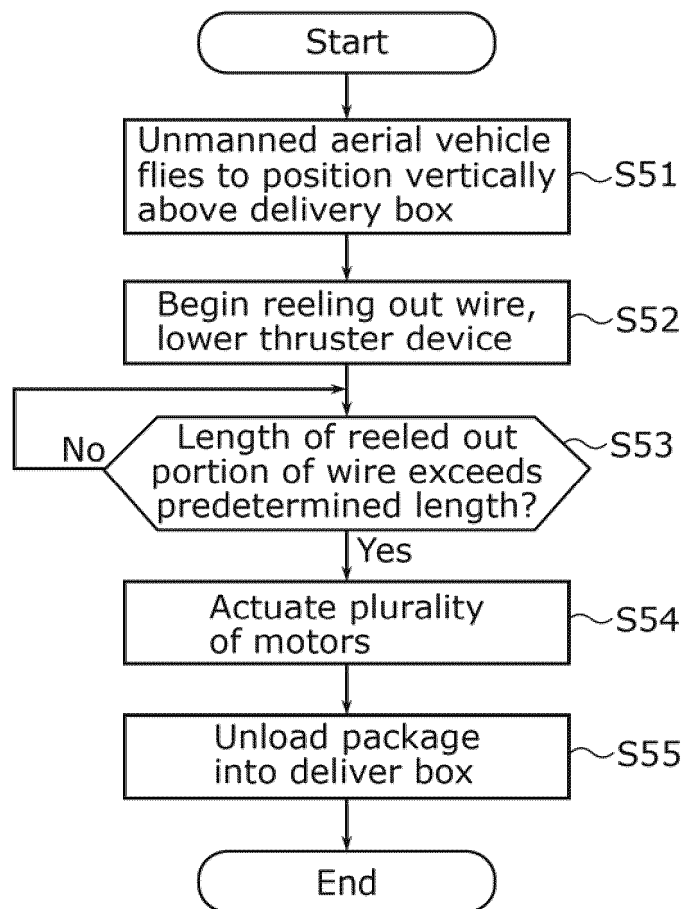 Start
Unmanned aerial vehicle
flies to position vertically
above delivery box
S51
Begin reeling out wire,
lower thruster device
S52
Length of reeled out
portion of wire exceeds
predetermined length?
S53
No
Yes
Actuate plurality
of motors
S54
Unload package
into deliver box
S55
End